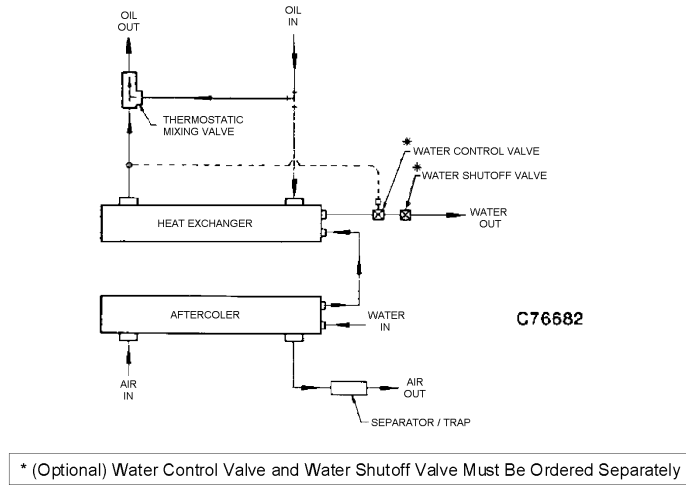 OIL
OUT
OIL
IN
THERMOSTATIC
MIXING VALVE
*
WATER CONTROL VALVE
*
WATER SHUTOFF VALVE
HEAT EXCHANGER
WATER
OUT
AFTERCOLER
WATER
IN
C76682
AIR
IN
AIR
OUT
SEPARATOR / TRAP
* (Optional) Water Control Valve and Water Shutoff Valve Must Be Ordered Separately